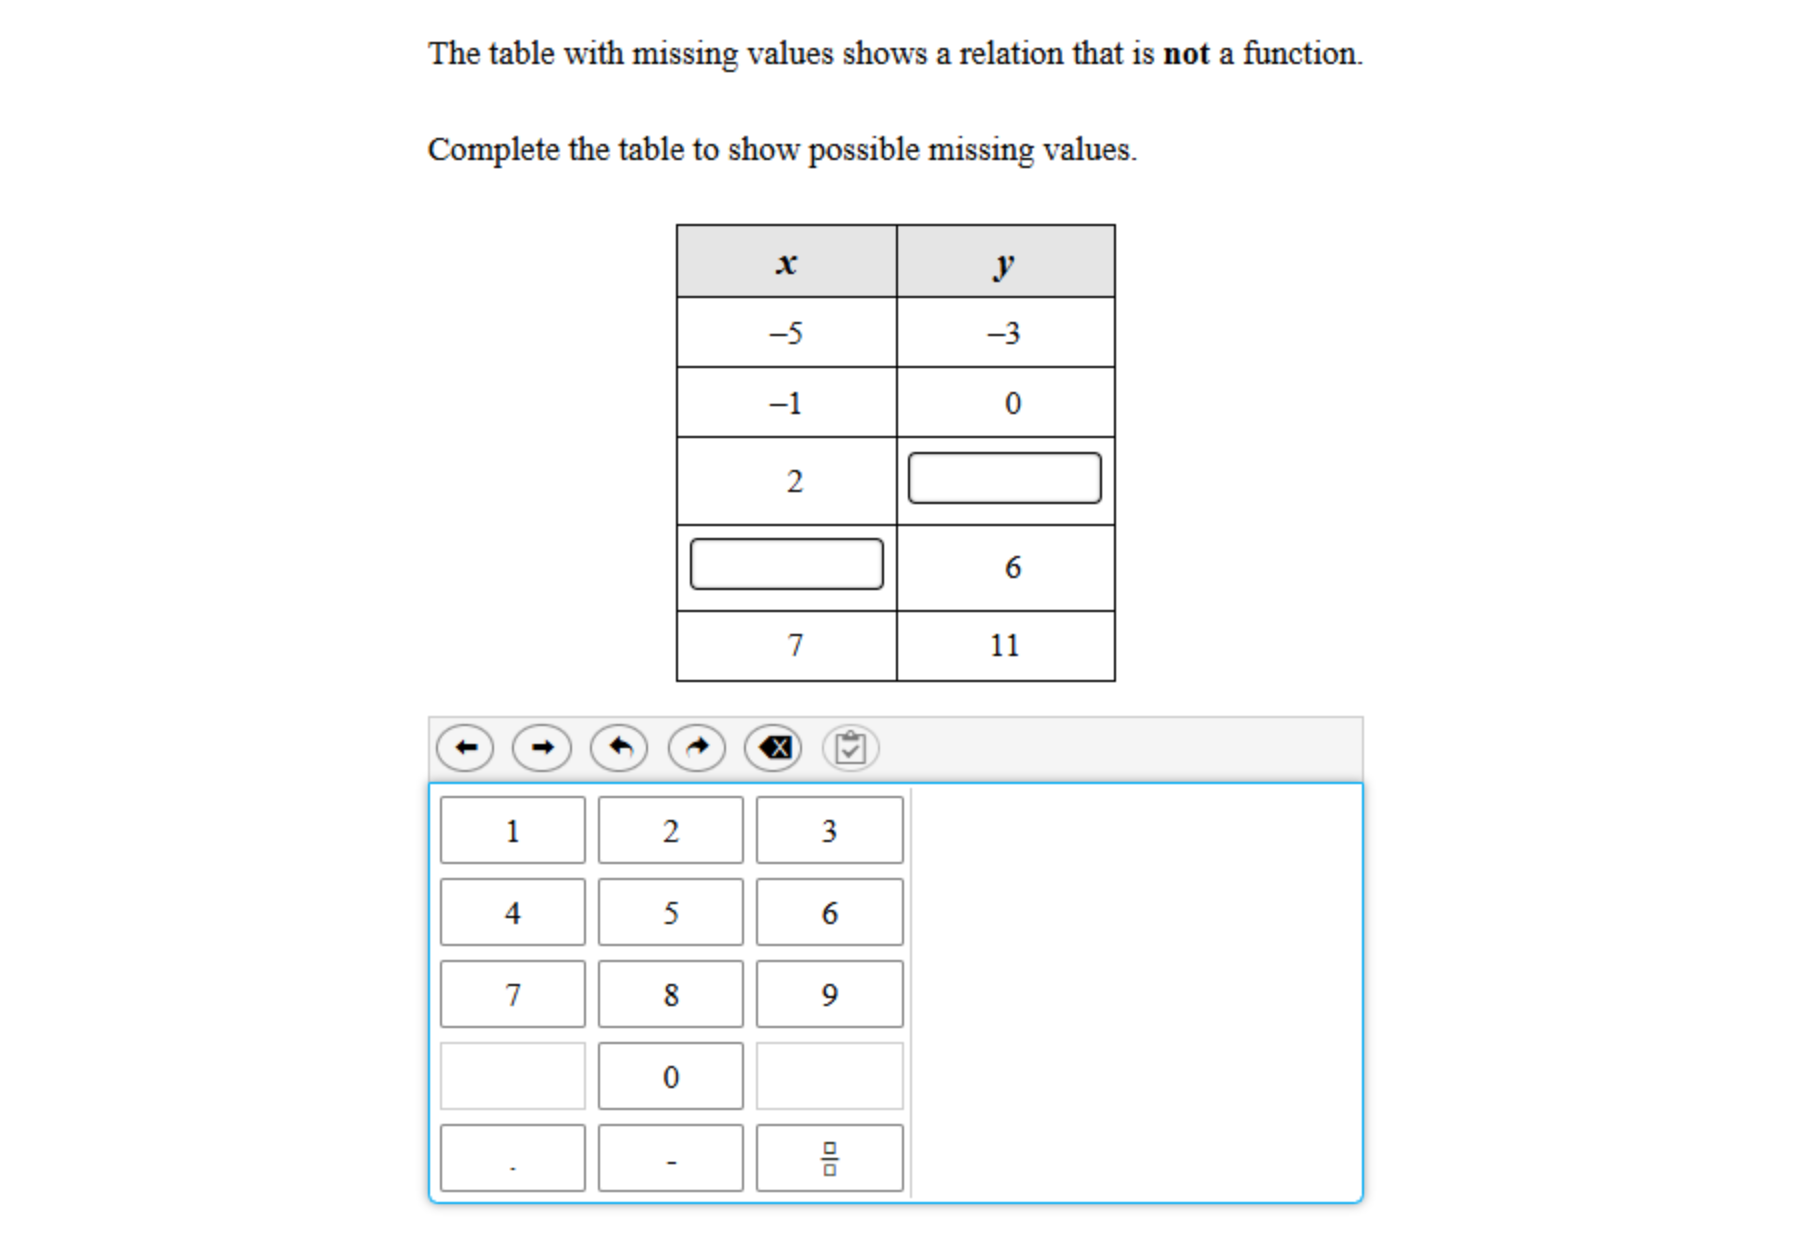 The table with missing values shows a relation that is not a function.
Complete the table to show possible missing values.
x y
–5 –3
–1 0
2
6
7 11
1 2 3
4 5 6
7 8 9
0
. -